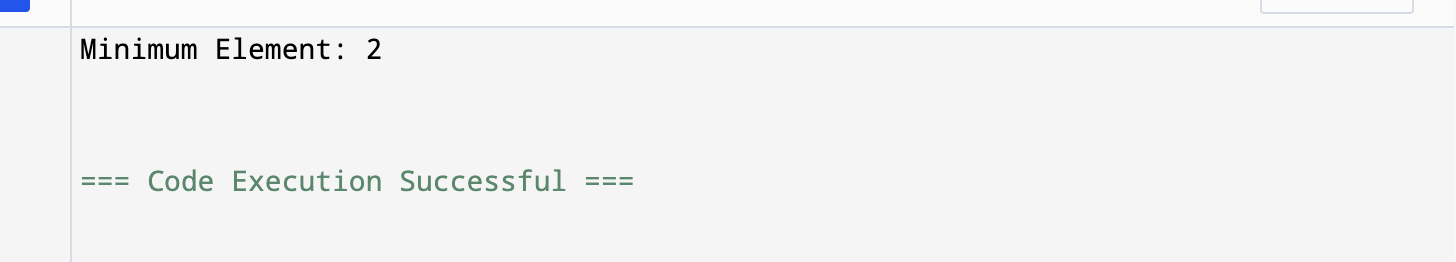 Minimum Element: 2
=== Code Execution Successful ===